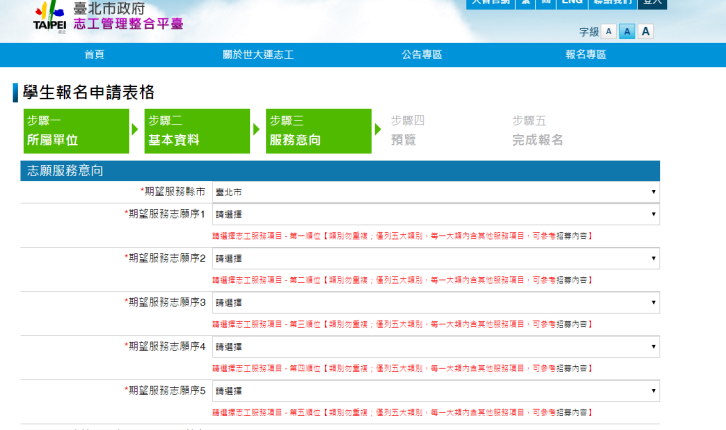 臺北市政府
TAIPEI 志工管理整合平臺
ENG 聯絡我們 登入
字級 A A A
首頁 關於世大運志工 公告專區 報名專區
學生報名申請表格
步驟一 步驟二 步驟三 步驟四 步驟五
所屬單位 基本資料 服務意向 預覽 完成報名
志願服務意向
*期望服務縣市 臺北市
*期望服務志願序1 請選擇
請選擇志工服務項目 - 第一順位【類別勿重複；僅列五大類別，每一大類內含其他服務項目，可參考招募內容】
*期望服務志願序2 請選擇
請選擇志工服務項目 - 第二順位【類別勿重複；僅列五大類別，每一大類內含其他服務項目，可參考招募內容】
*期望服務志願序3 請選擇
請選擇志工服務項目 - 第三順位【類別勿重複；僅列五大類別，每一大類內含其他服務項目，可參考招募內容】
*期望服務志願序4 請選擇
請選擇志工服務項目 - 第四順位【類別勿重複；僅列五大類別，每一大類內含其他服務項目，可參考招募內容】
*期望服務志願序5 請選擇
請選擇志工服務項目 - 第五順位【類別勿重複；僅列五大類別，每一大類內含其他服務項目，可參考招募內容】